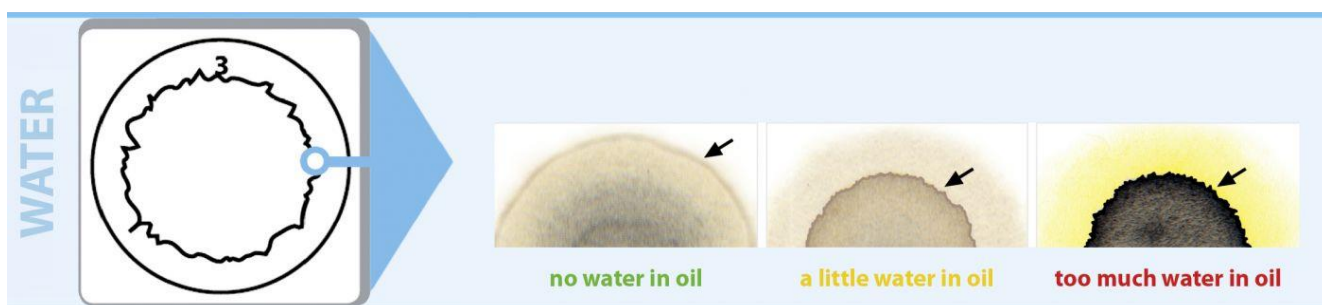 WATER
3
no water in oil
a little water in oil
too much water in oil